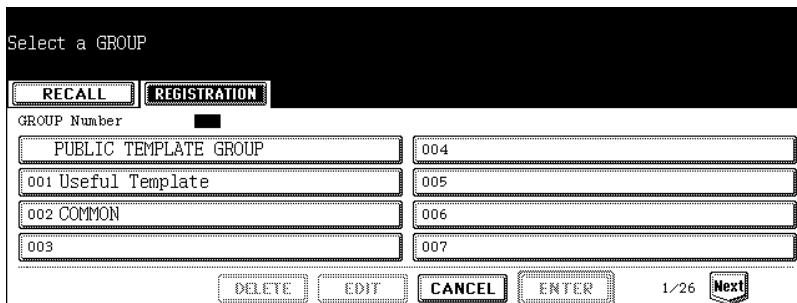 Select a GROUP
RECALL REGISTRATION
GROUP Number
PUBLIC TEMPLATE GROUP 004
001 Useful Template 005
002 COMMON 006
003 007
DELETE EDIT CANCEL ENTER 1/26 Next